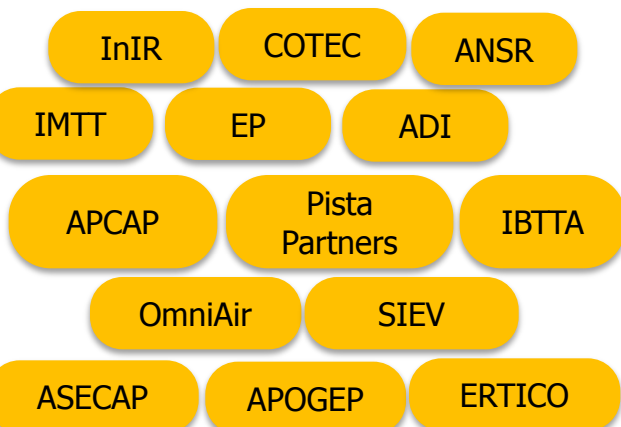 InIR
COTEC
ANSR
IMTT
EP
ADI
APCAP
Pista
Partners
IBTTA
OmniAir
SIEV
ASECAP
APOGEP
ERTICO